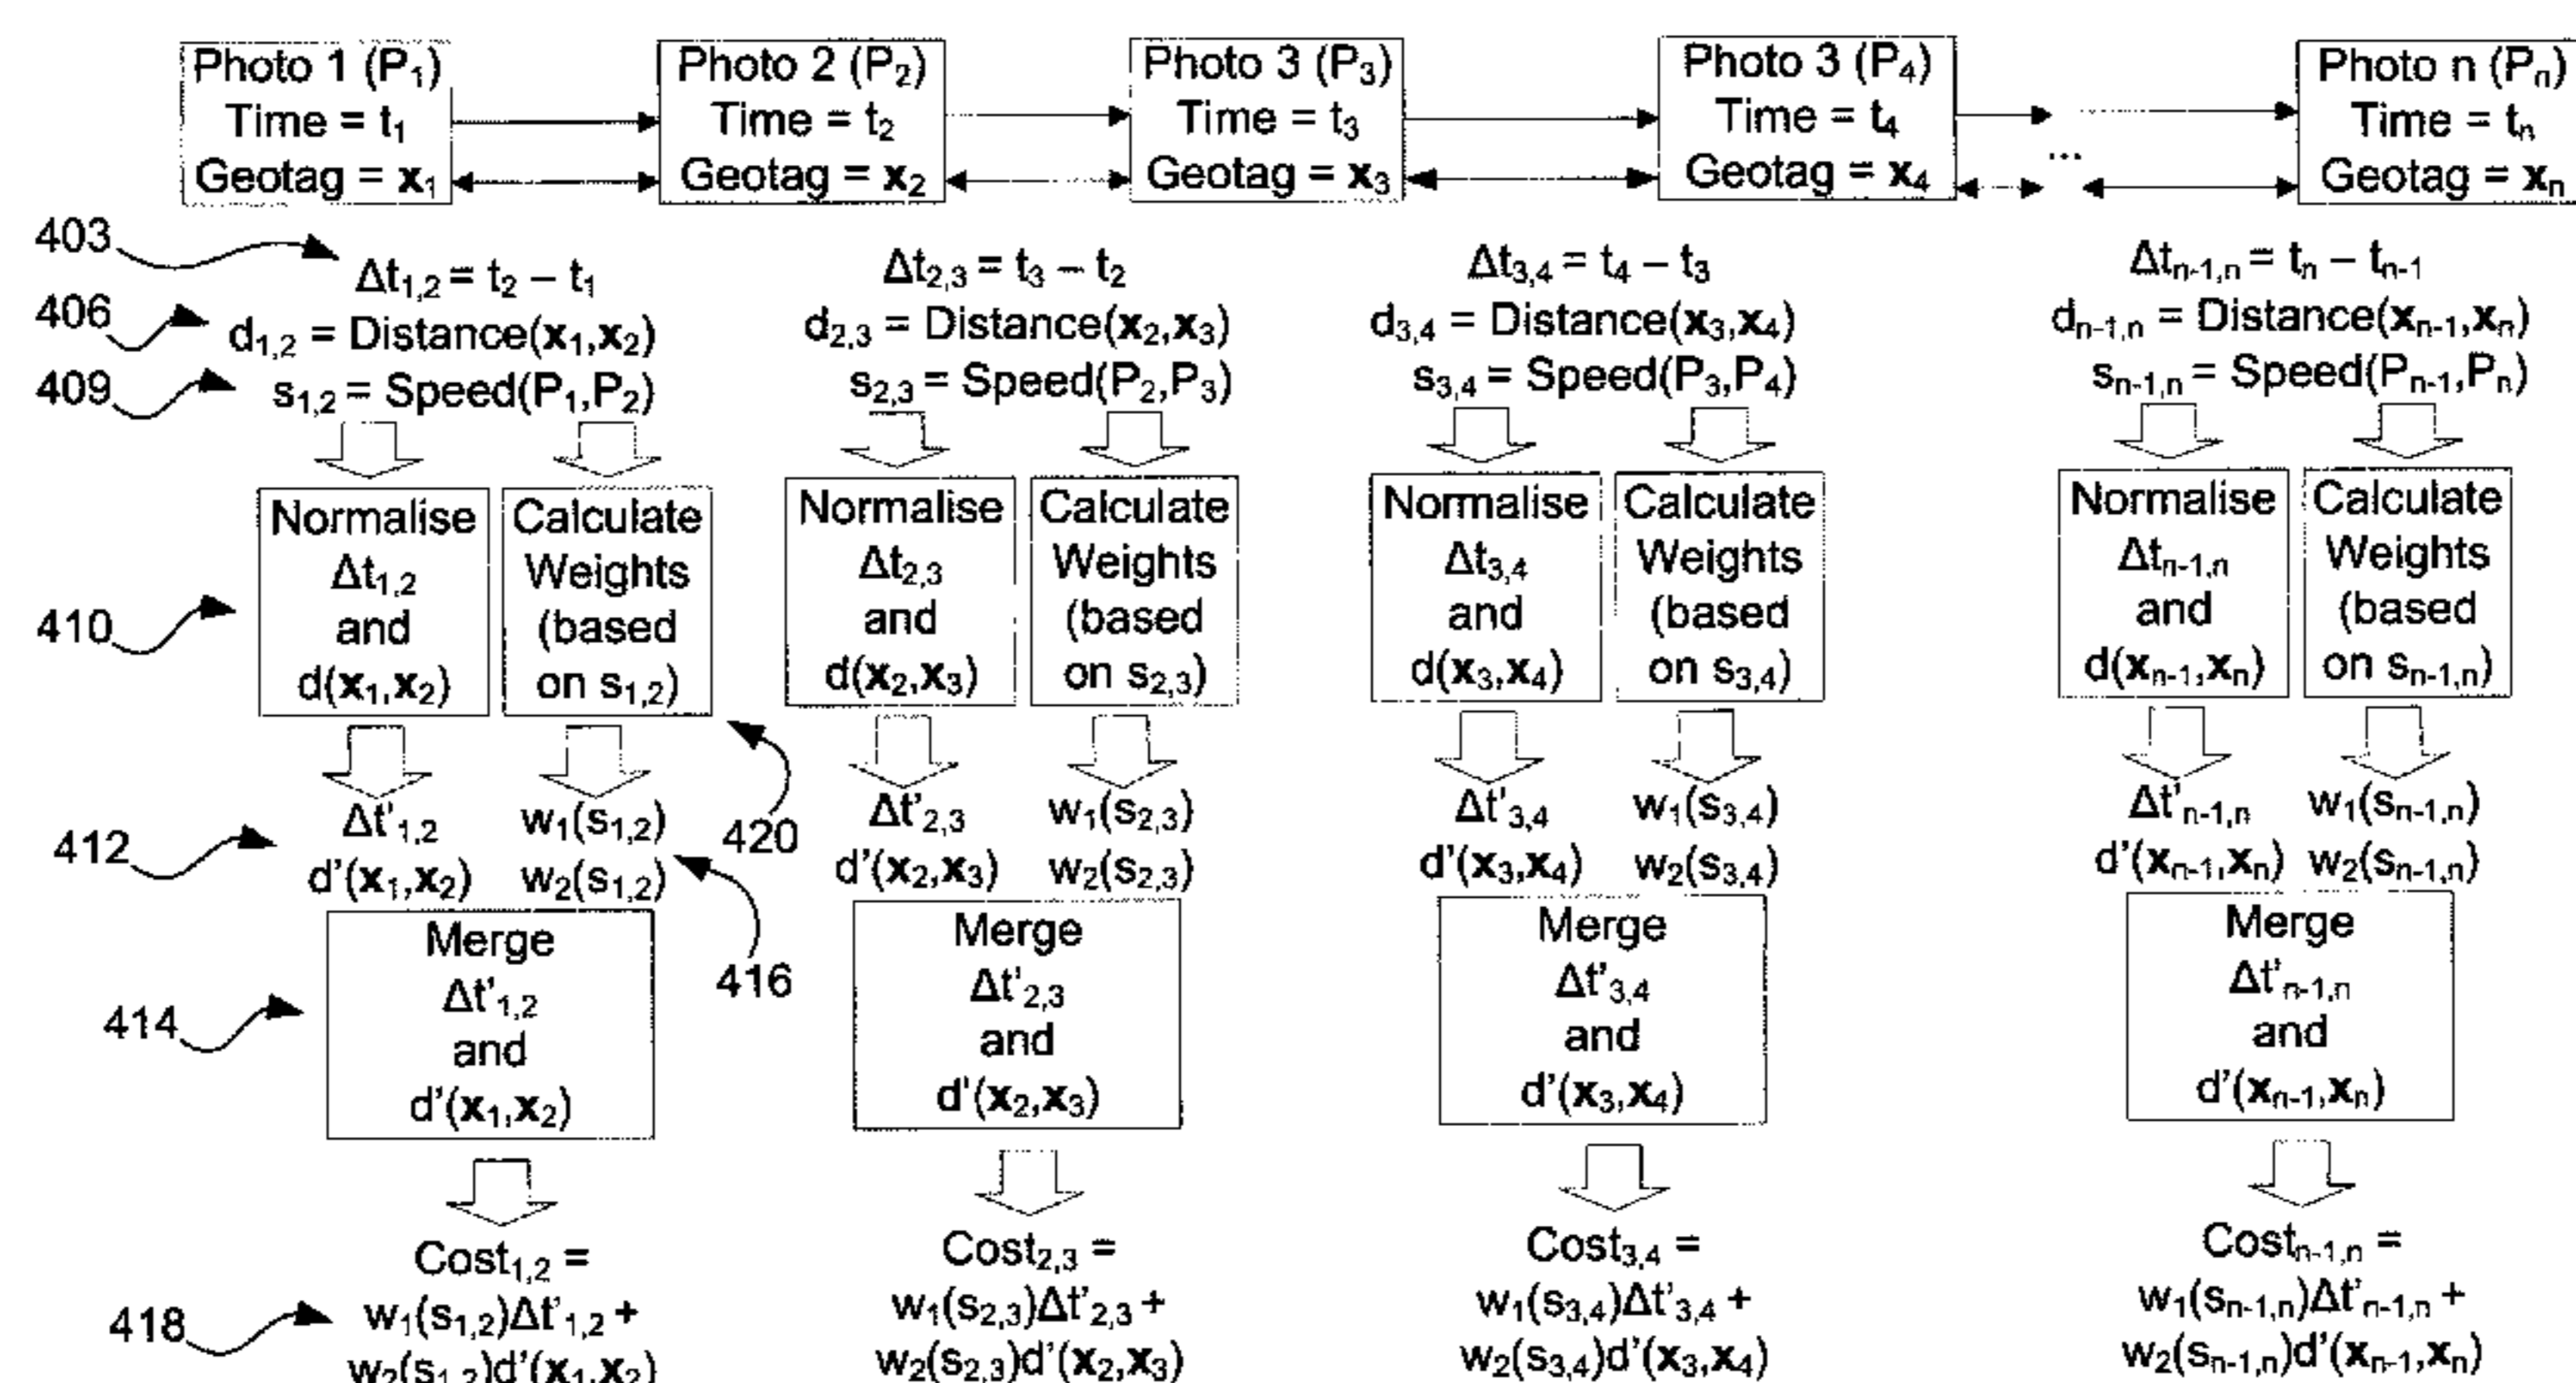 Photo 1 (P₁)
Time = t₁
Geotag = x₁
Photo 2 (P₂)
Time = t₂
Geotag = x₂
Photo 3 (P₃)
Time = t₃
Geotag = x₃
Photo 3 (P₄)
Time = t₄
Geotag = x₄
...
Photo n (Pₙ)
Time = tₙ
Geotag = xₙ
403
406
409
Δt₁,₂ = t₂ – t₁
d₁,₂ = Distance(x₁,x₂)
s₁,₂ = Speed(P₁,P₂)
Δt₂,₃ = t₃ – t₂
d₂,₃ = Distance(x₂,x₃)
s₂,₃ = Speed(P₂,P₃)
Δt₃,₄ = t₄ – t₃
d₃,₄ = Distance(x₃,x₄)
s₃,₄ = Speed(P₃,P₄)
Δtₙ₋₁,ₙ = tₙ – tₙ₋₁
dₙ₋₁,ₙ = Distance(xₙ₋₁,xₙ)
sₙ₋₁,ₙ = Speed(Pₙ₋₁,Pₙ)
410
Normalise
Δt₁,₂
and
d(x₁,x₂)
Calculate
Weights
(based
on s₁,₂)
Normalise
Δt₂,₃
and
d(x₂,x₃)
Calculate
Weights
(based
on s₂,₃)
Normalise
Δt₃,₄
and
d(x₃,x₄)
Calculate
Weights
(based
on s₃,₄)
Normalise
Δtₙ₋₁,ₙ
and
d(xₙ₋₁,xₙ)
Calculate
Weights
(based
on sₙ₋₁,ₙ)
412
Δt'₁,₂
d'(x₁,x₂)
w₁(s₁,₂)
w₂(s₁,₂)
420
416
Δt'₂,₃
d'(x₂,x₃)
w₁(s₂,₃)
w₂(s₂,₃)
Δt'₃,₄
d'(x₃,x₄)
w₁(s₃,₄)
w₂(s₃,₄)
Δt'ₙ₋₁,ₙ
d'(xₙ₋₁,xₙ)
w₁(sₙ₋₁,ₙ)
w₂(sₙ₋₁,ₙ)
414
Merge
Δt'₁,₂
and
d'(x₁,x₂)
Merge
Δt'₂,₃
and
d'(x₂,x₃)
Merge
Δt'₃,₄
and
d'(x₃,x₄)
Merge
Δt'ₙ₋₁,ₙ
and
d'(xₙ₋₁,xₙ)
418
Cost₁,₂ =
w₁(s₁,₂)Δt'₁,₂ +
w₂(s₁,₂)d'(x₁,x₂)
Cost₂,₃ =
w₁(s₂,₃)Δt'₂,₃ +
w₂(s₂,₃)d'(x₂,x₃)
Cost₃,₄ =
w₁(s₃,₄)Δt'₃,₄ +
w₂(s₃,₄)d'(x₃,x₄)
Costₙ₋₁,ₙ =
w₁(sₙ₋₁,ₙ)Δt'ₙ₋₁,ₙ +
w₂(sₙ₋₁,ₙ)d'(xₙ₋₁,xₙ)